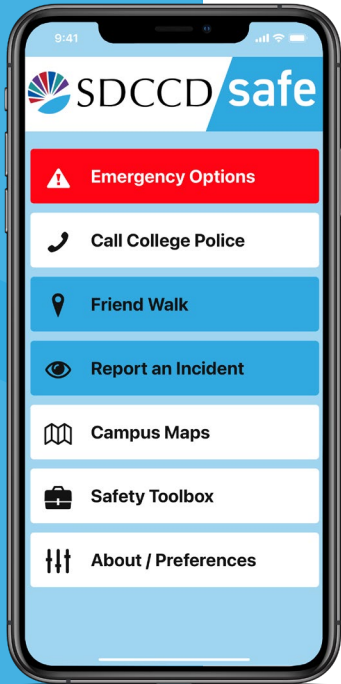 9:41
SDCCD safe
Emergency Options
Call College Police
Friend Walk
Report an Incident
Campus Maps
Safety Toolbox
About / Preferences